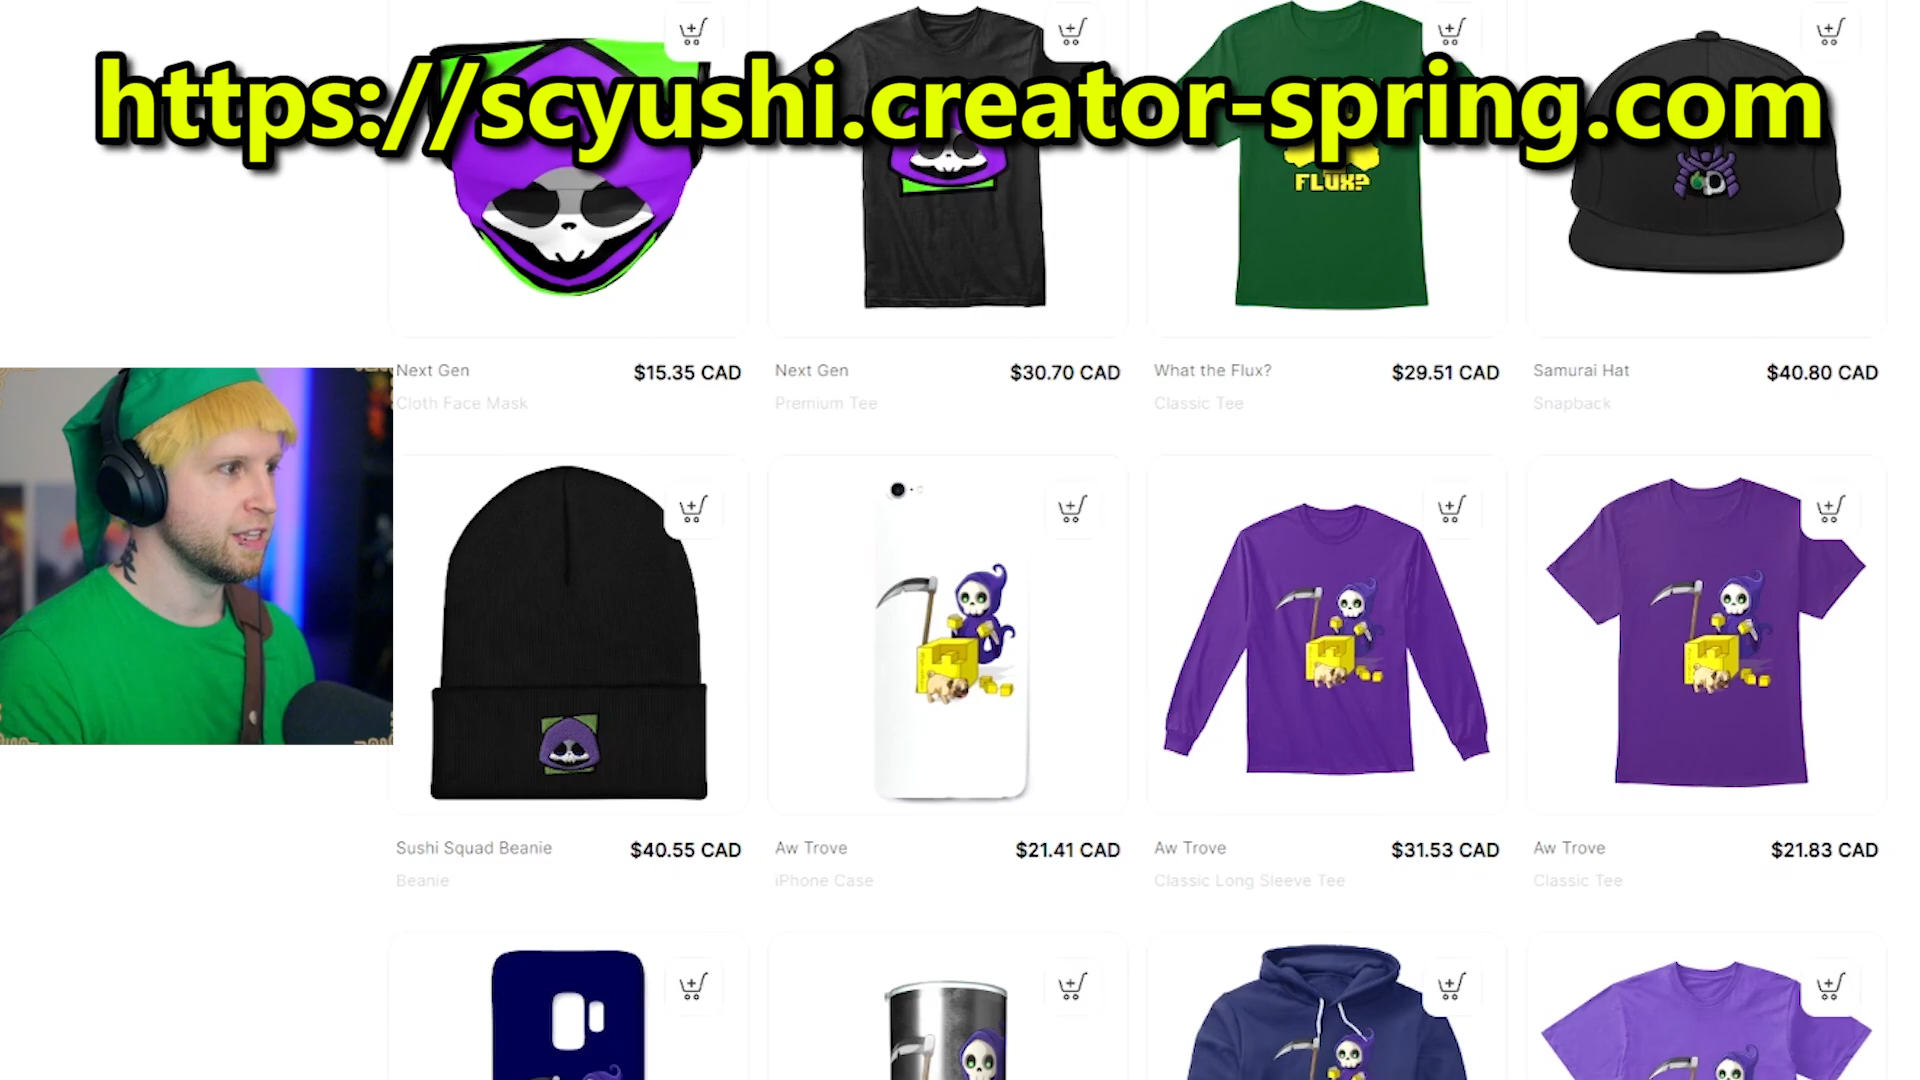 https://scyushi.creator-spring.com
FLUX?
Next Gen $15.35 CAD
Cloth Face Mask
Next Gen $30.70 CAD
Premium Tee
What the Flux? $29.51 CAD
Classic Tee
Samurai Hat $40.80 CAD
Snapback
Sushi Squad Beanie $40.55 CAD
Beanie
Aw Trove $21.41 CAD
iPhone Case
Aw Trove $31.53 CAD
Classic Long Sleeve Tee
Aw Trove $21.83 CAD
Classic Tee